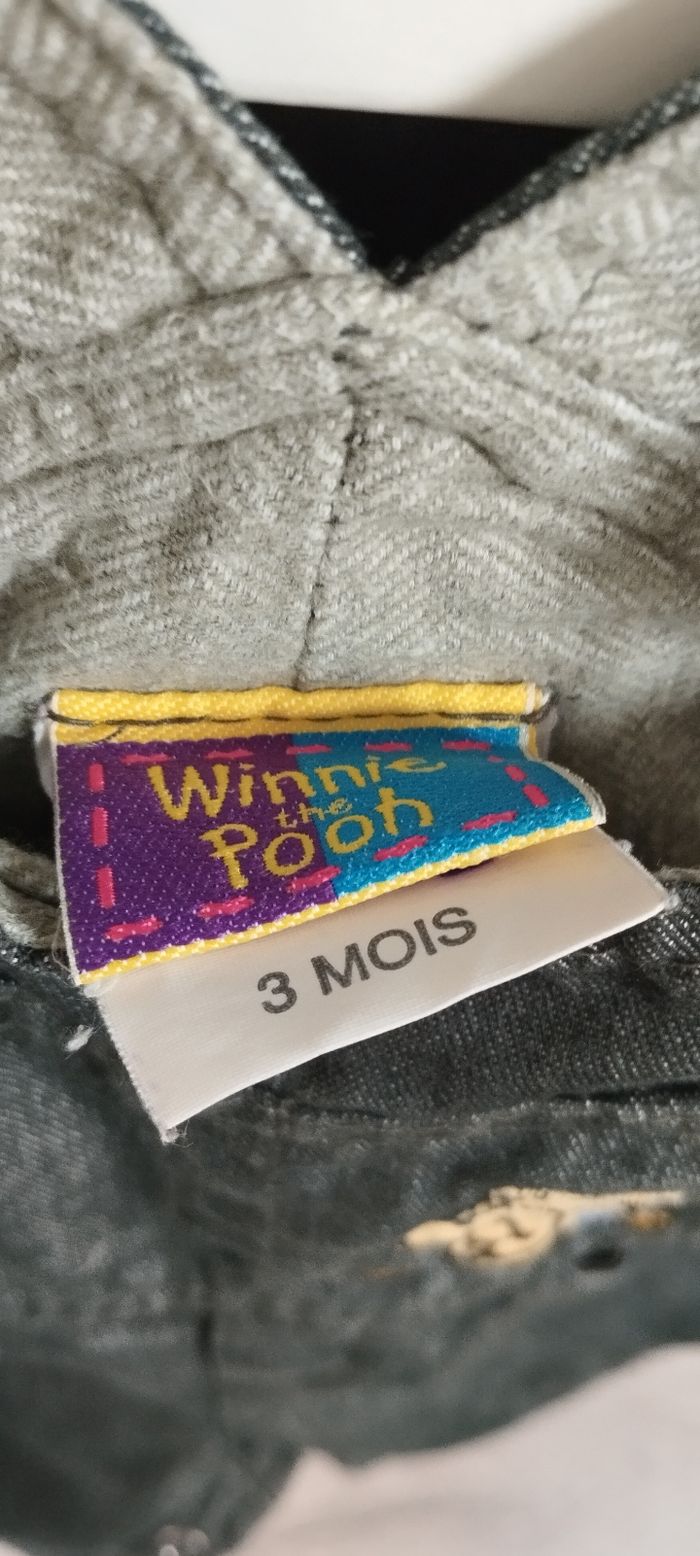 Winnie
the
Pooh
3 MOIS